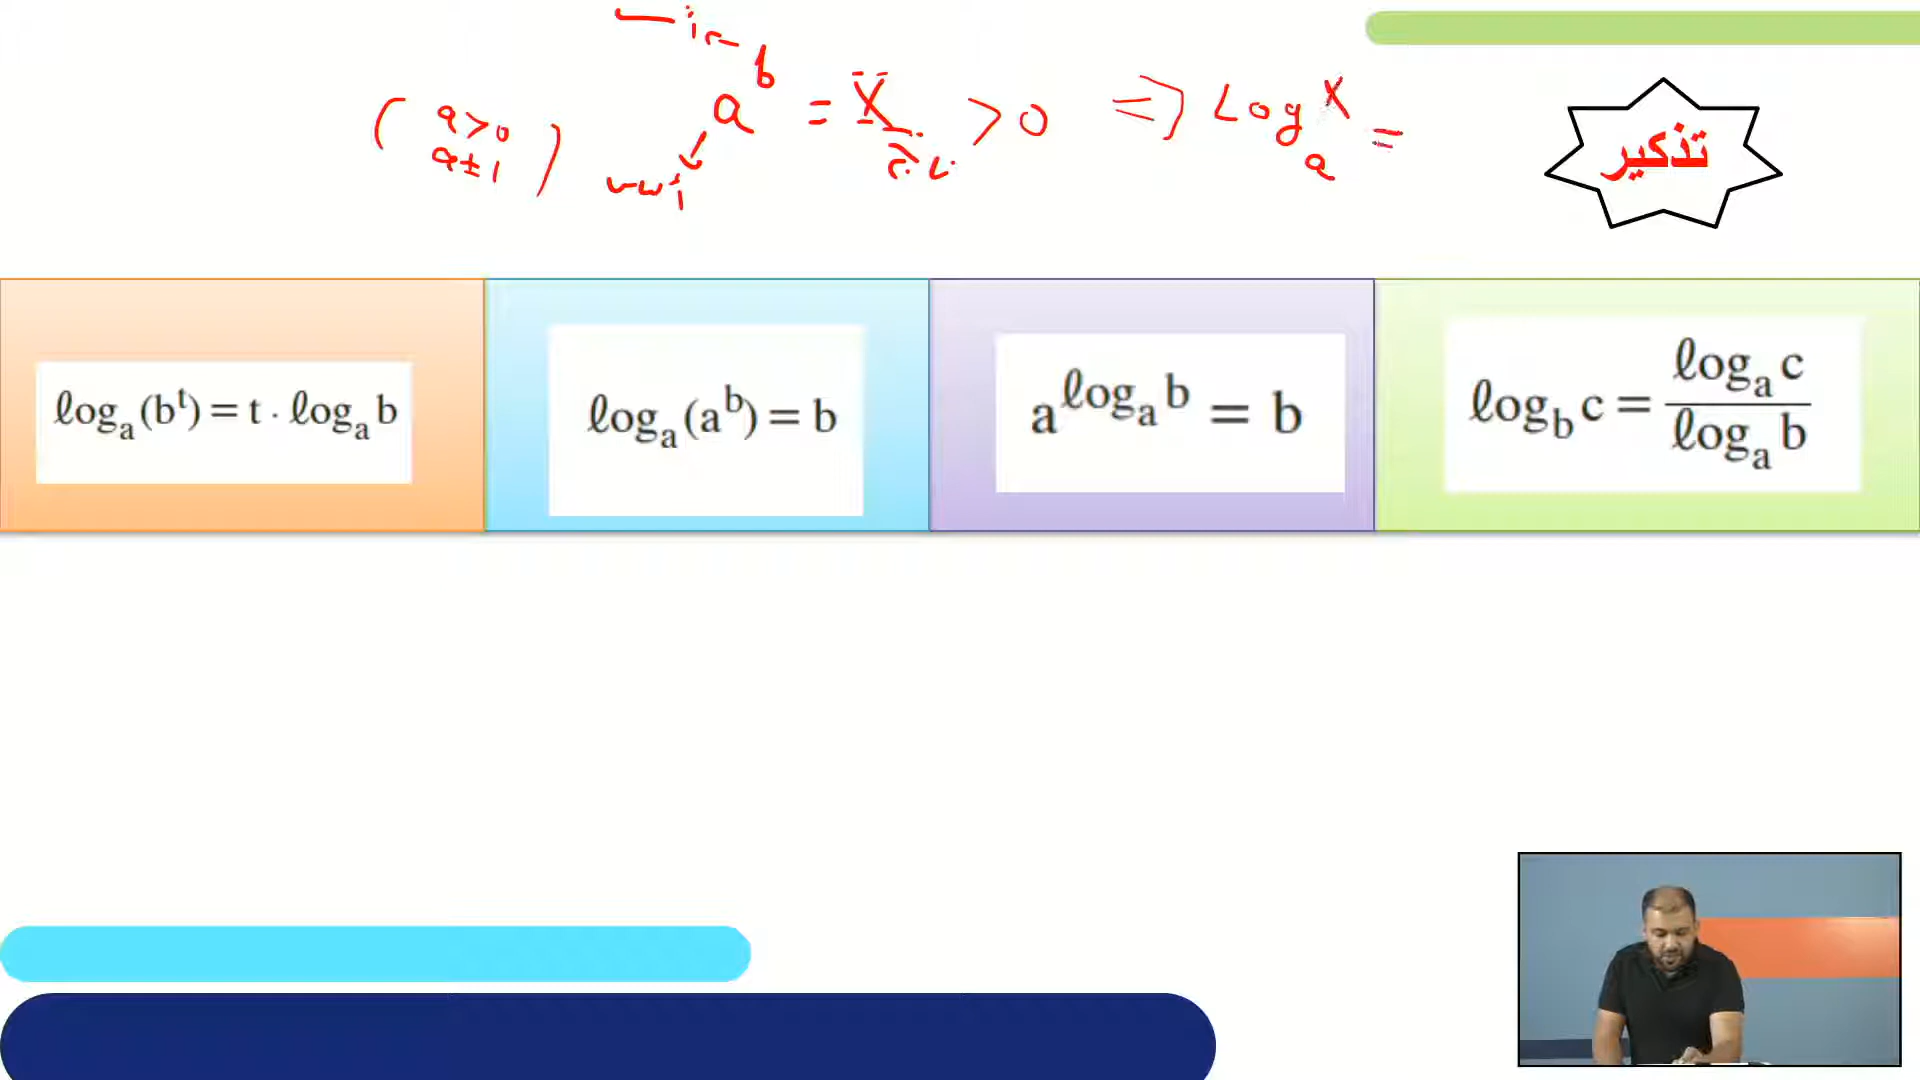 ( a>0 a≠1 ) a^b = X > 0 ⇒ Log_a X =
تذكير
ℓog_a(b^t) = t · ℓog_a b
ℓog_a(a^b) = b
a^{ℓog_a b} = b
ℓog_b c = ℓog_a c / ℓog_a b